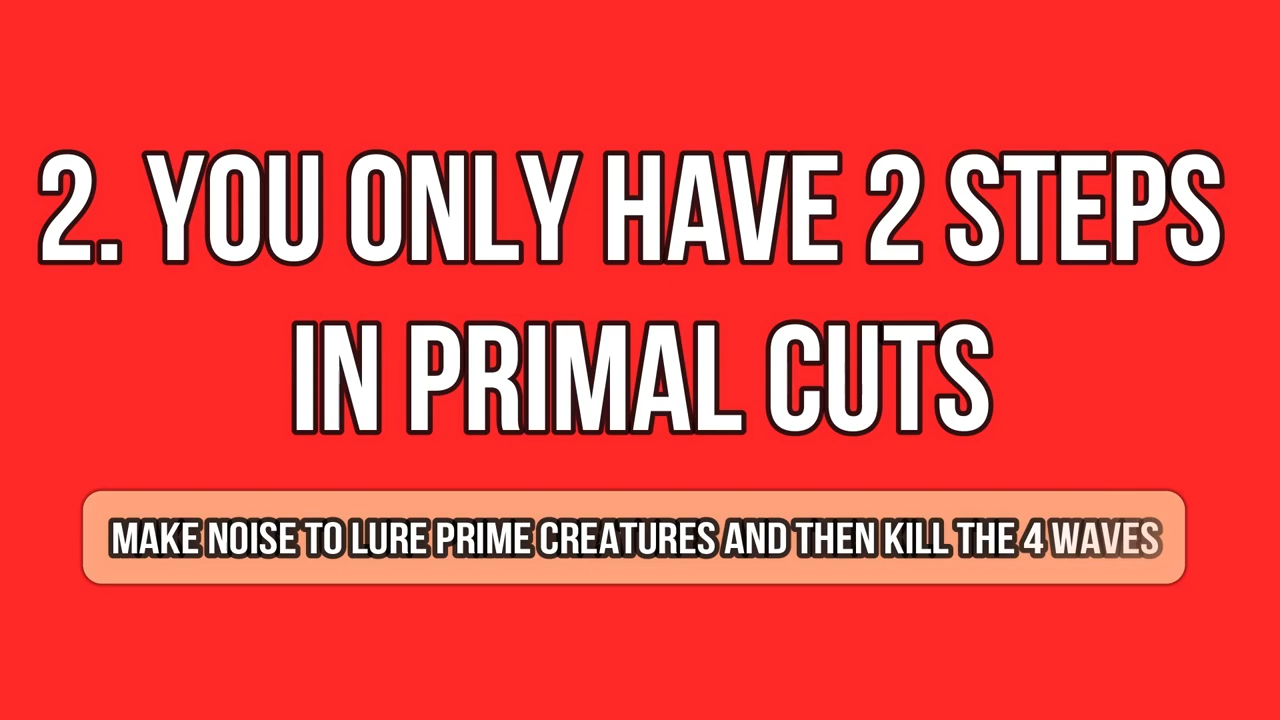 2. YOU ONLY HAVE 2 STEPS
IN PRIMAL CUTS
MAKE NOISE TO LURE PRIME CREATURES AND THEN KILL THE 4 WAVES